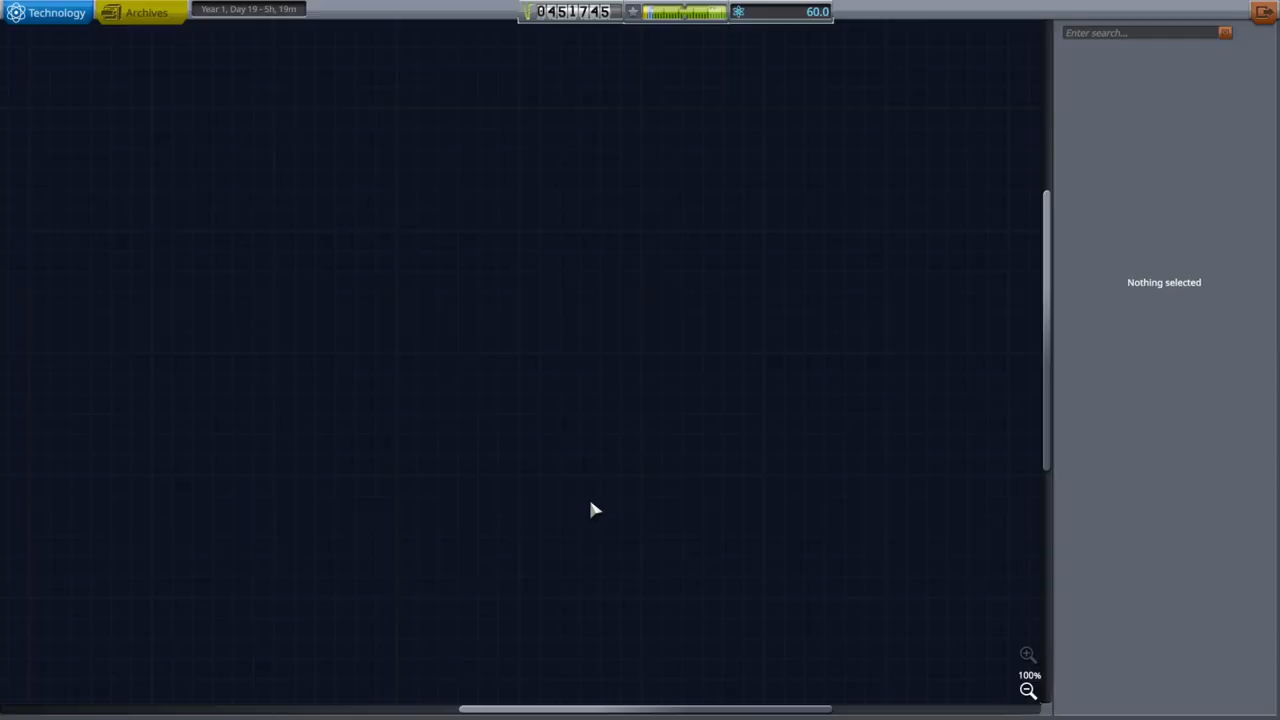 Technology
Archives
Year 1, Day 19 - 5h, 19m
0451745
60.0
Enter search...
Nothing selected
100%